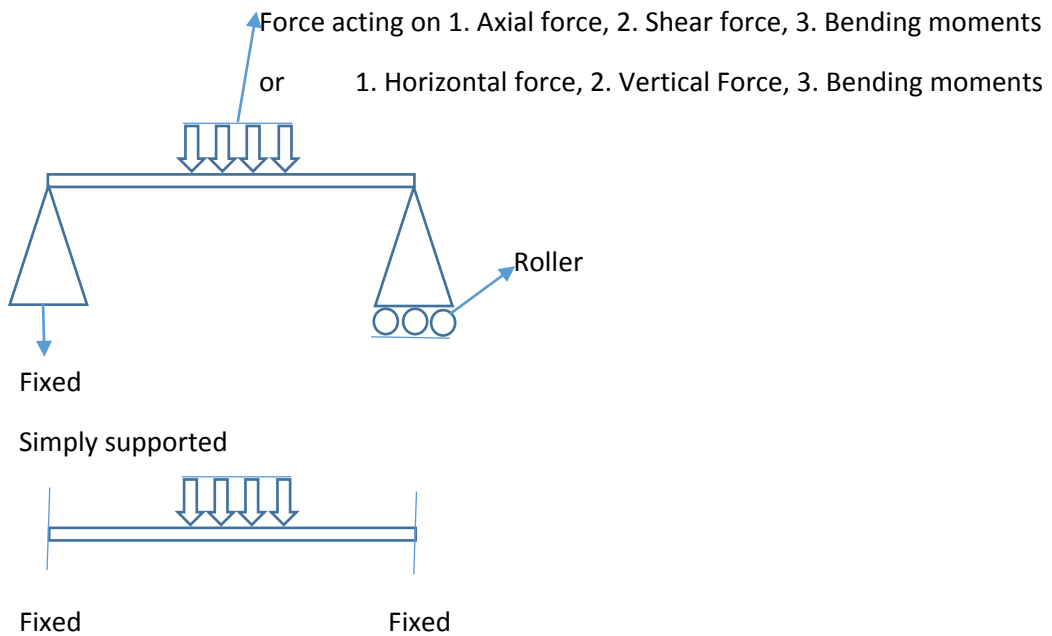 Force acting on 1. Axial force, 2. Shear force, 3. Bending moments
or 1. Horizontal force, 2. Vertical Force, 3. Bending moments
Roller
Fixed
Simply supported
Fixed Fixed